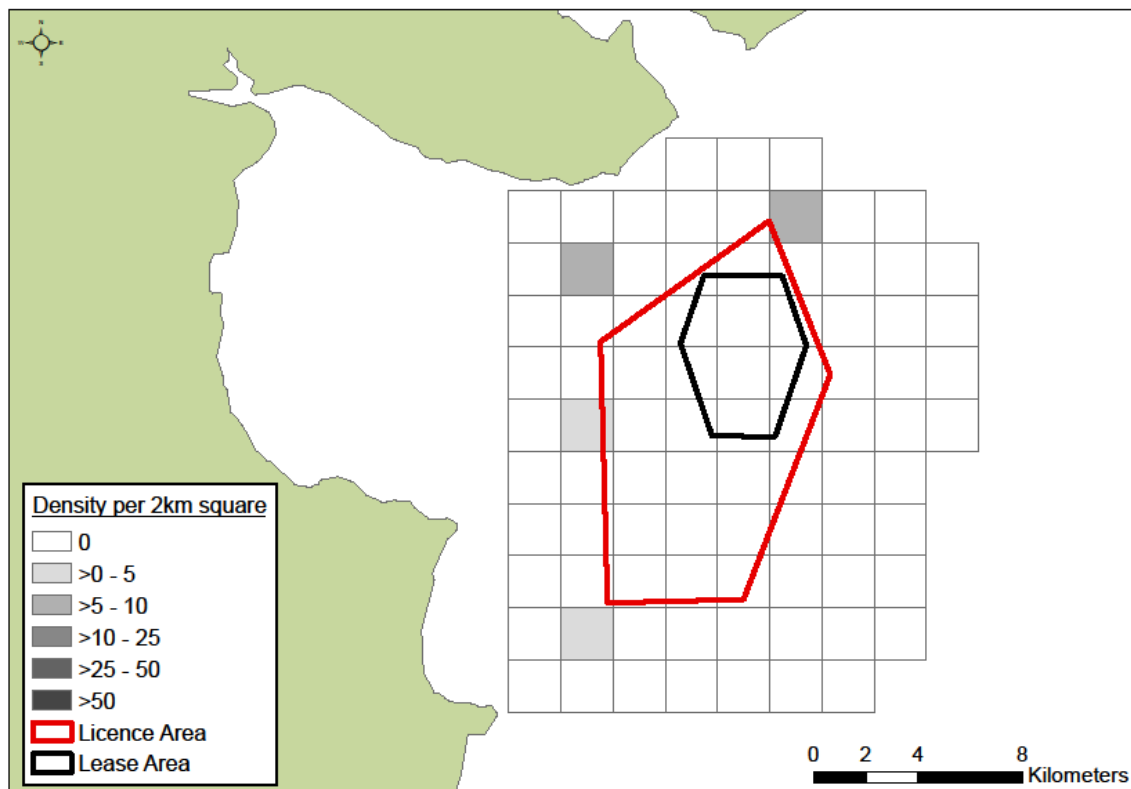 N
W E
S
Density per 2km square
0
>0 - 5
>5 - 10
>10 - 25
>25 - 50
>50
Licence Area
Lease Area
0 2 4 8
Kilometers